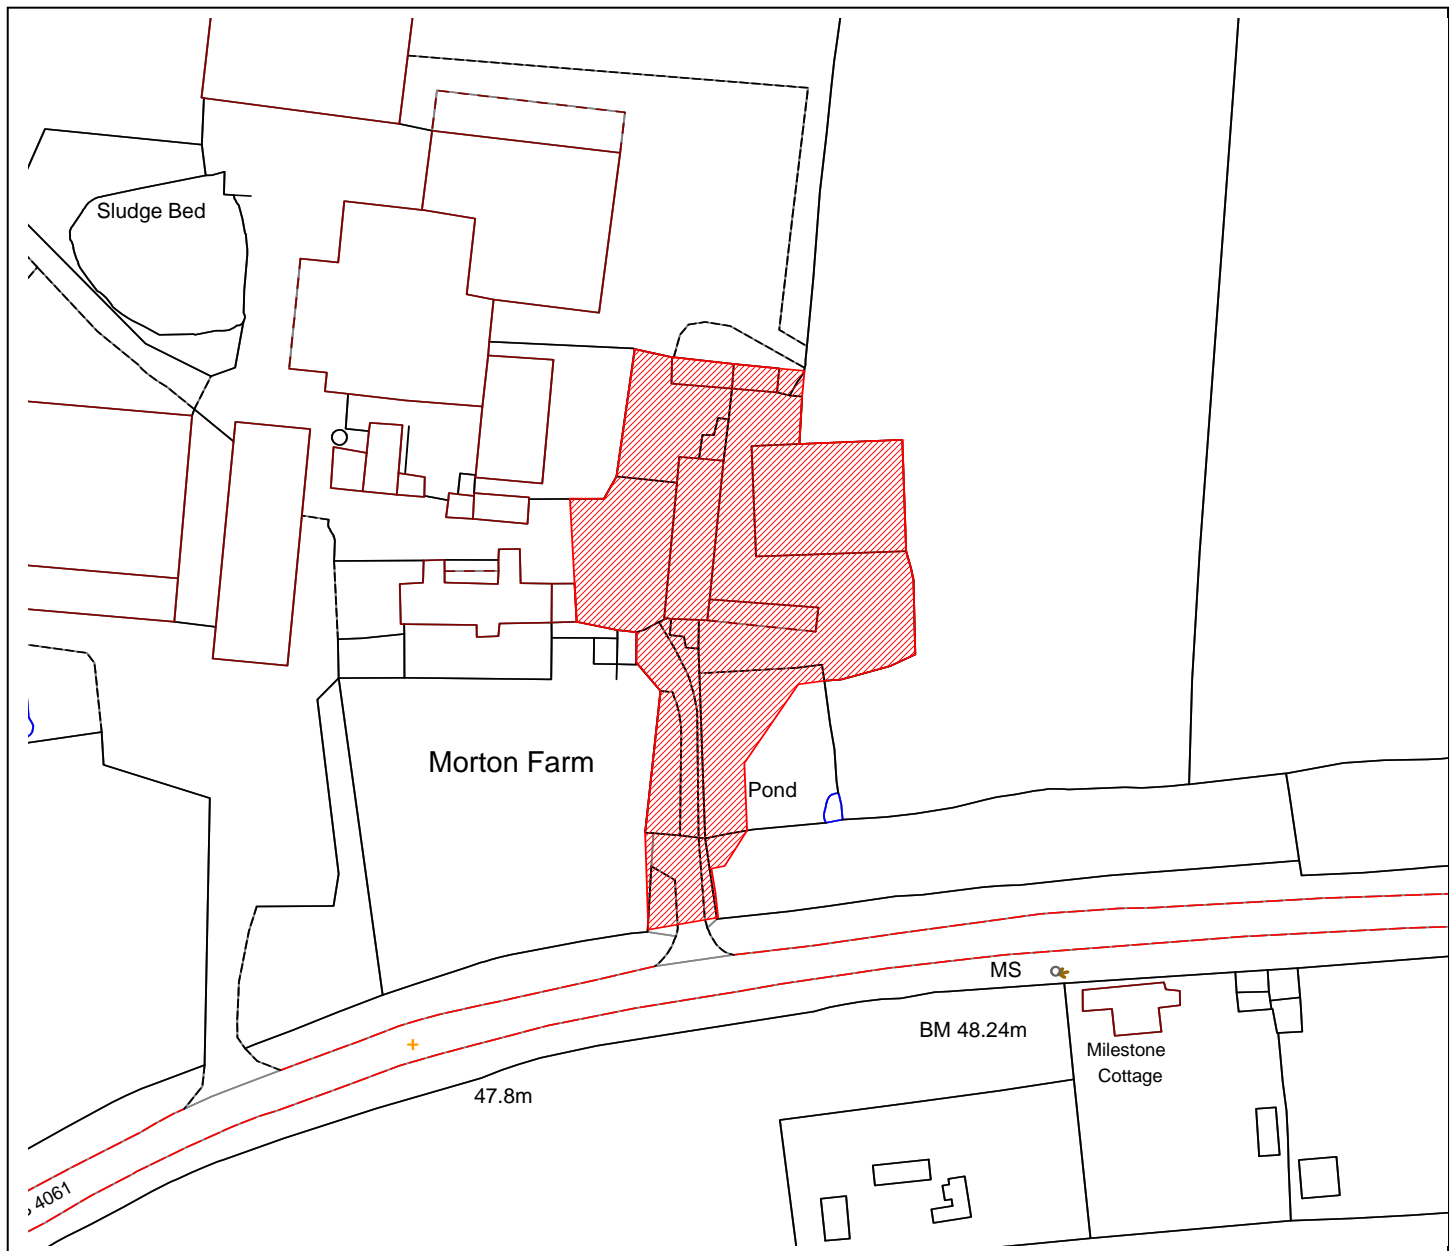 Sludge Bed
Morton Farm
Pond
MS
BM 48.24m
Milestone
Cottage
47.8m
4061